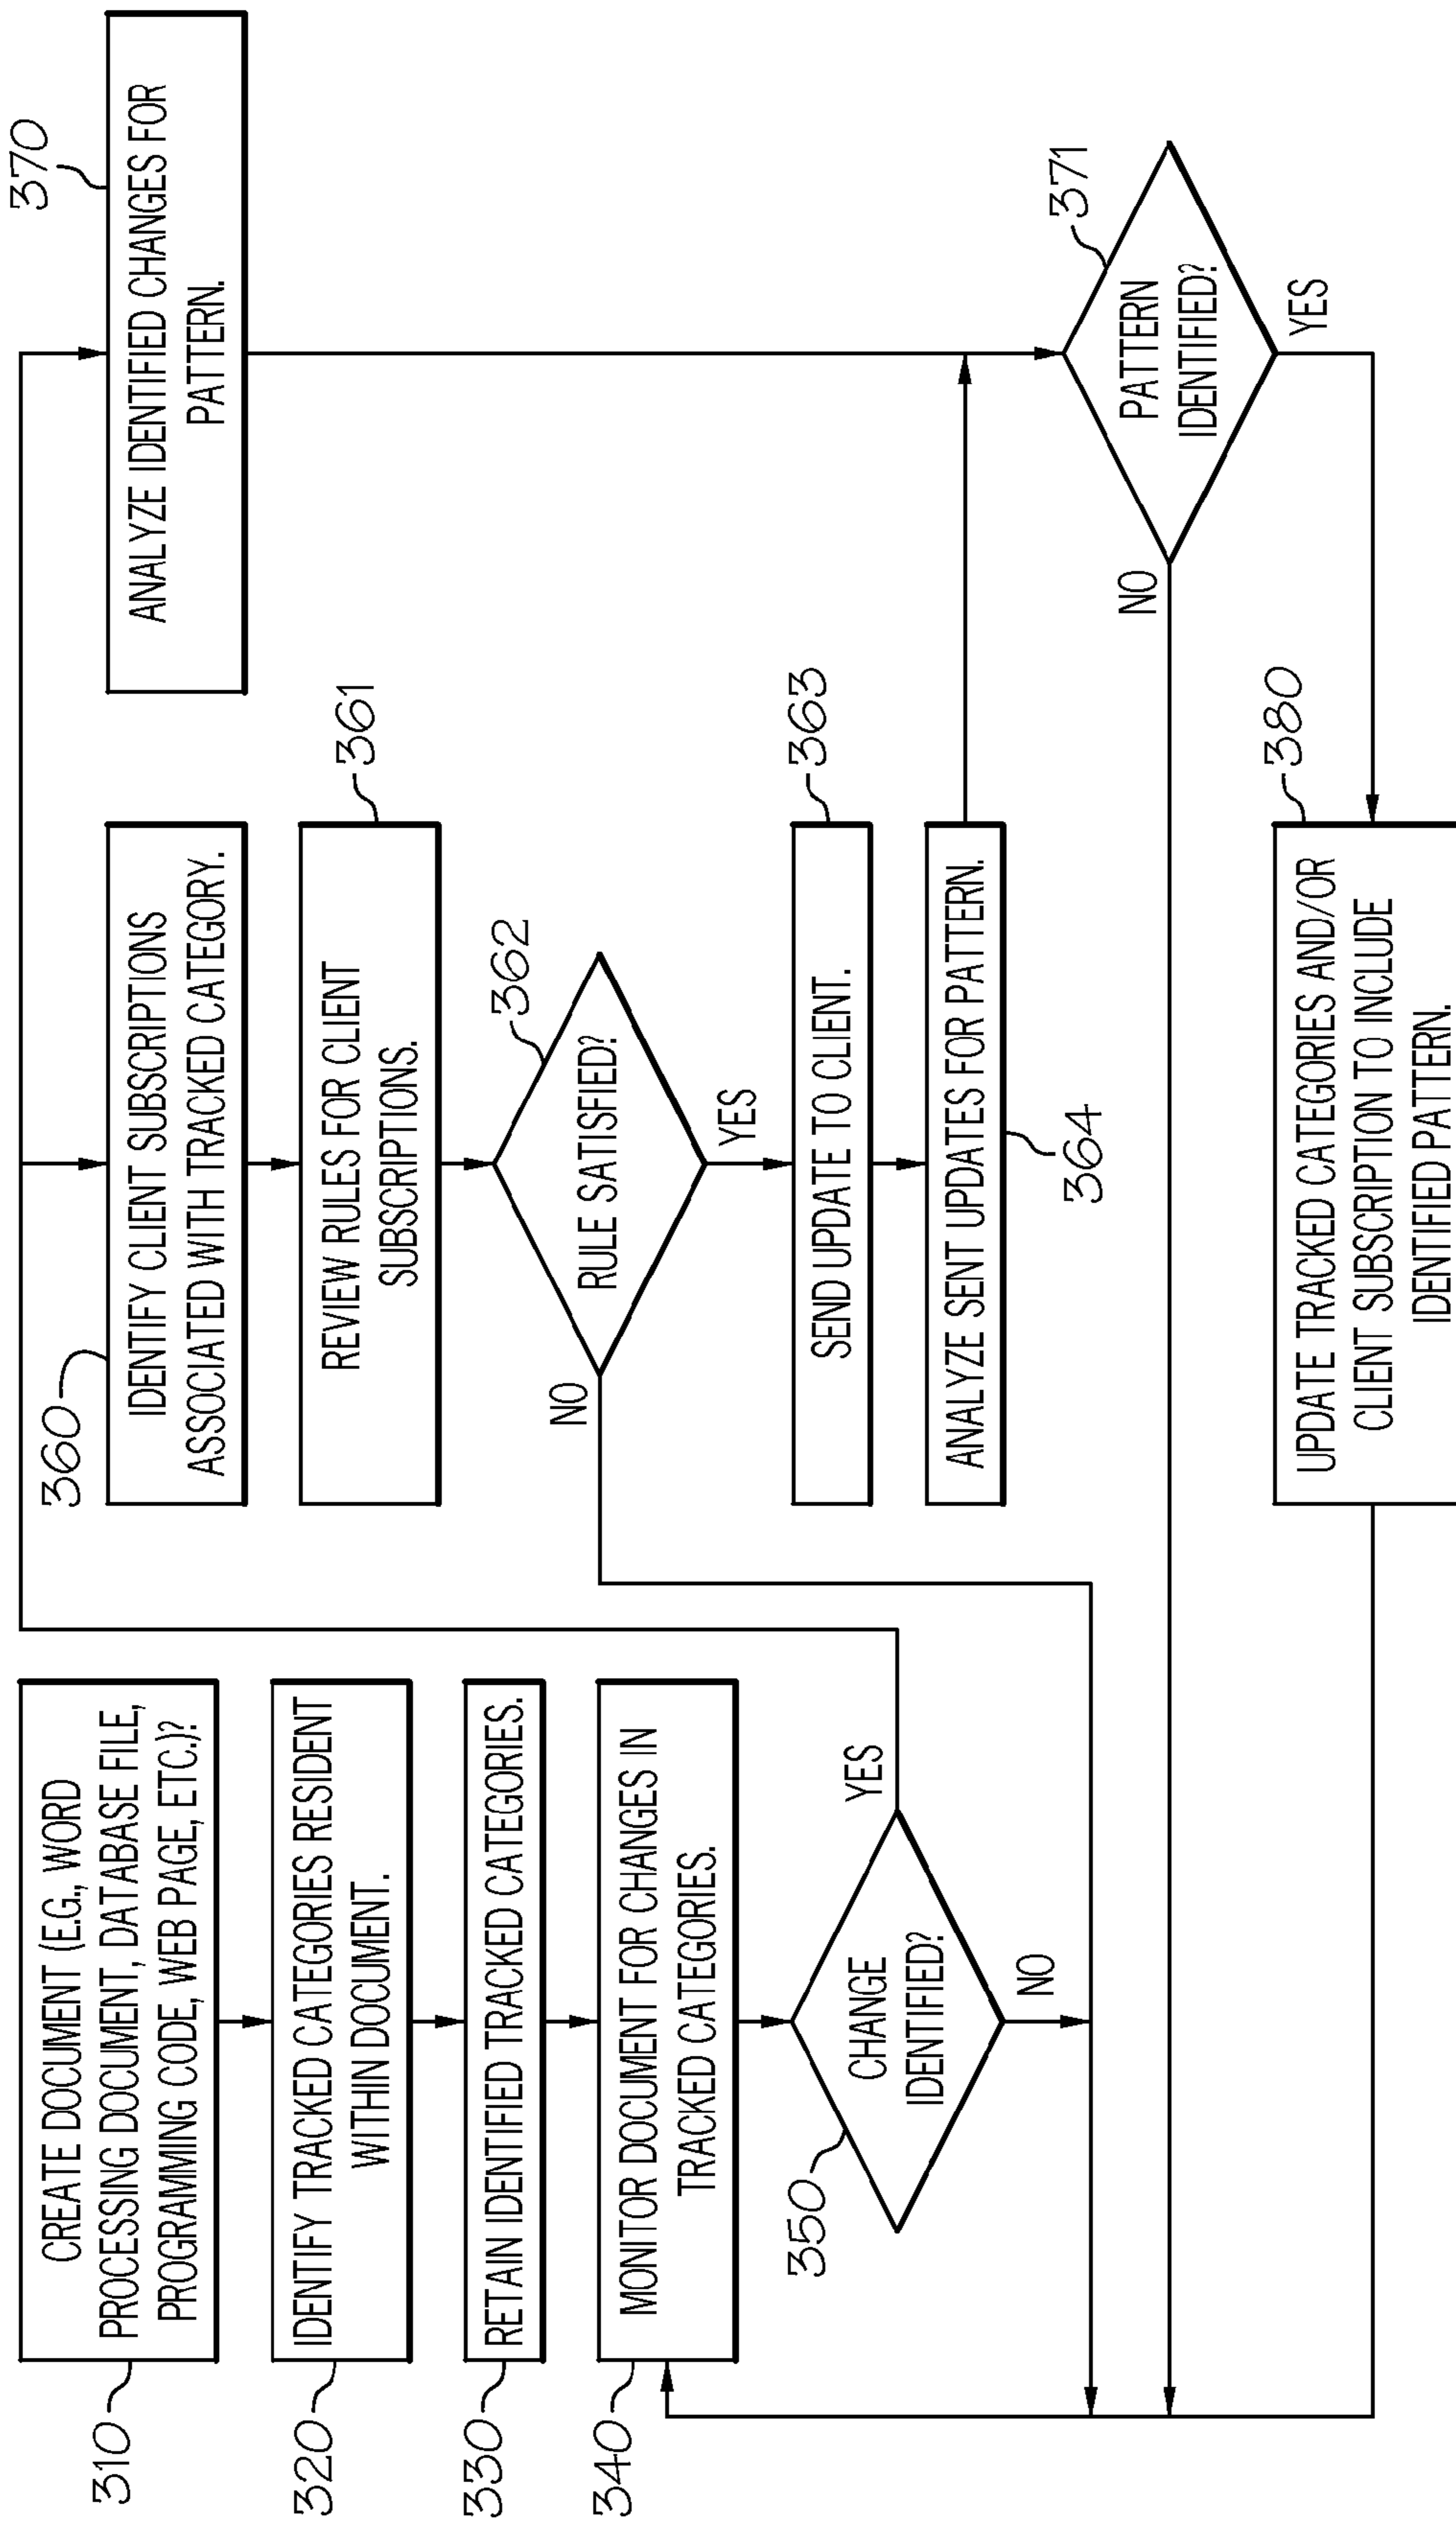 310
CREATE DOCUMENT (E.G., WORD
PROCESSING DOCUMENT, DATABASE FILE,
PROGRAMMING CODE, WEB PAGE, ETC.)?
320
IDENTIFY TRACKED CATEGORIES RESIDENT
WITHIN DOCUMENT.
330
RETAIN IDENTIFIED TRACKED CATEGORIES.
340
MONITOR DOCUMENT FOR CHANGES IN
TRACKED CATEGORIES.
350
CHANGE
IDENTIFIED?
YES
NO
360
IDENTIFY CLIENT SUBSCRIPTIONS
ASSOCIATED WITH TRACKED CATEGORY.
361
REVIEW RULES FOR CLIENT
SUBSCRIPTIONS.
362
RULE SATISFIED?
NO
YES
363
SEND UPDATE TO CLIENT.
ANALYZE SENT UPDATES FOR PATTERN.
364
370
ANALYZE IDENTIFIED CHANGES FOR
PATTERN.
371
PATTERN
IDENTIFIED?
NO
YES
380
UPDATE TRACKED CATEGORIES AND/OR
CLIENT SUBSCRIPTION TO INCLUDE
IDENTIFIED PATTERN.